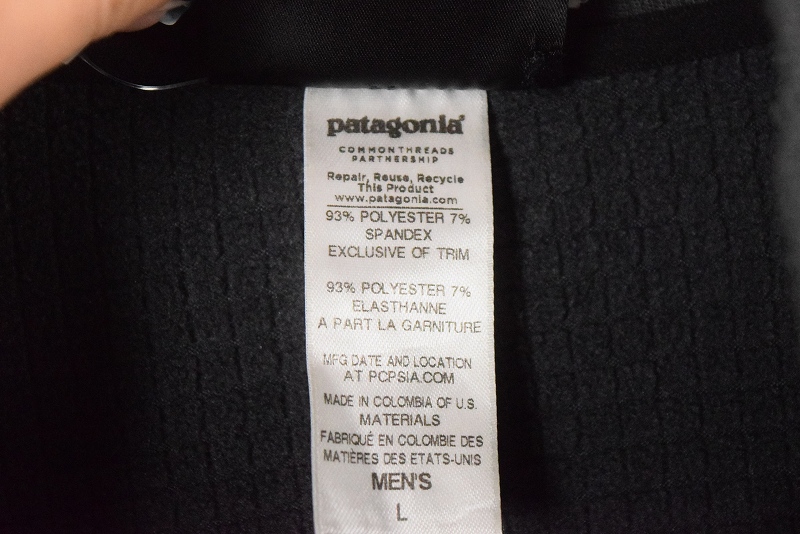 patagonia®
COMMON THREADS
PARTNERSHIP
Repair, Reuse, Recycle
This Product
www.patagonia.com
93% POLYESTER 7%
SPANDEX
EXCLUSIVE OF TRIM
93% POLYESTER 7%
ELASTHANNE
A PART LA GARNITURE
MFG DATE AND LOCATION
AT PCPSIA.COM
MADE IN COLOMBIA OF U.S.
MATERIALS
FABRIQUÉ EN COLOMBIE DES
MATIÈRES DES ETATS-UNIS
MEN'S
L